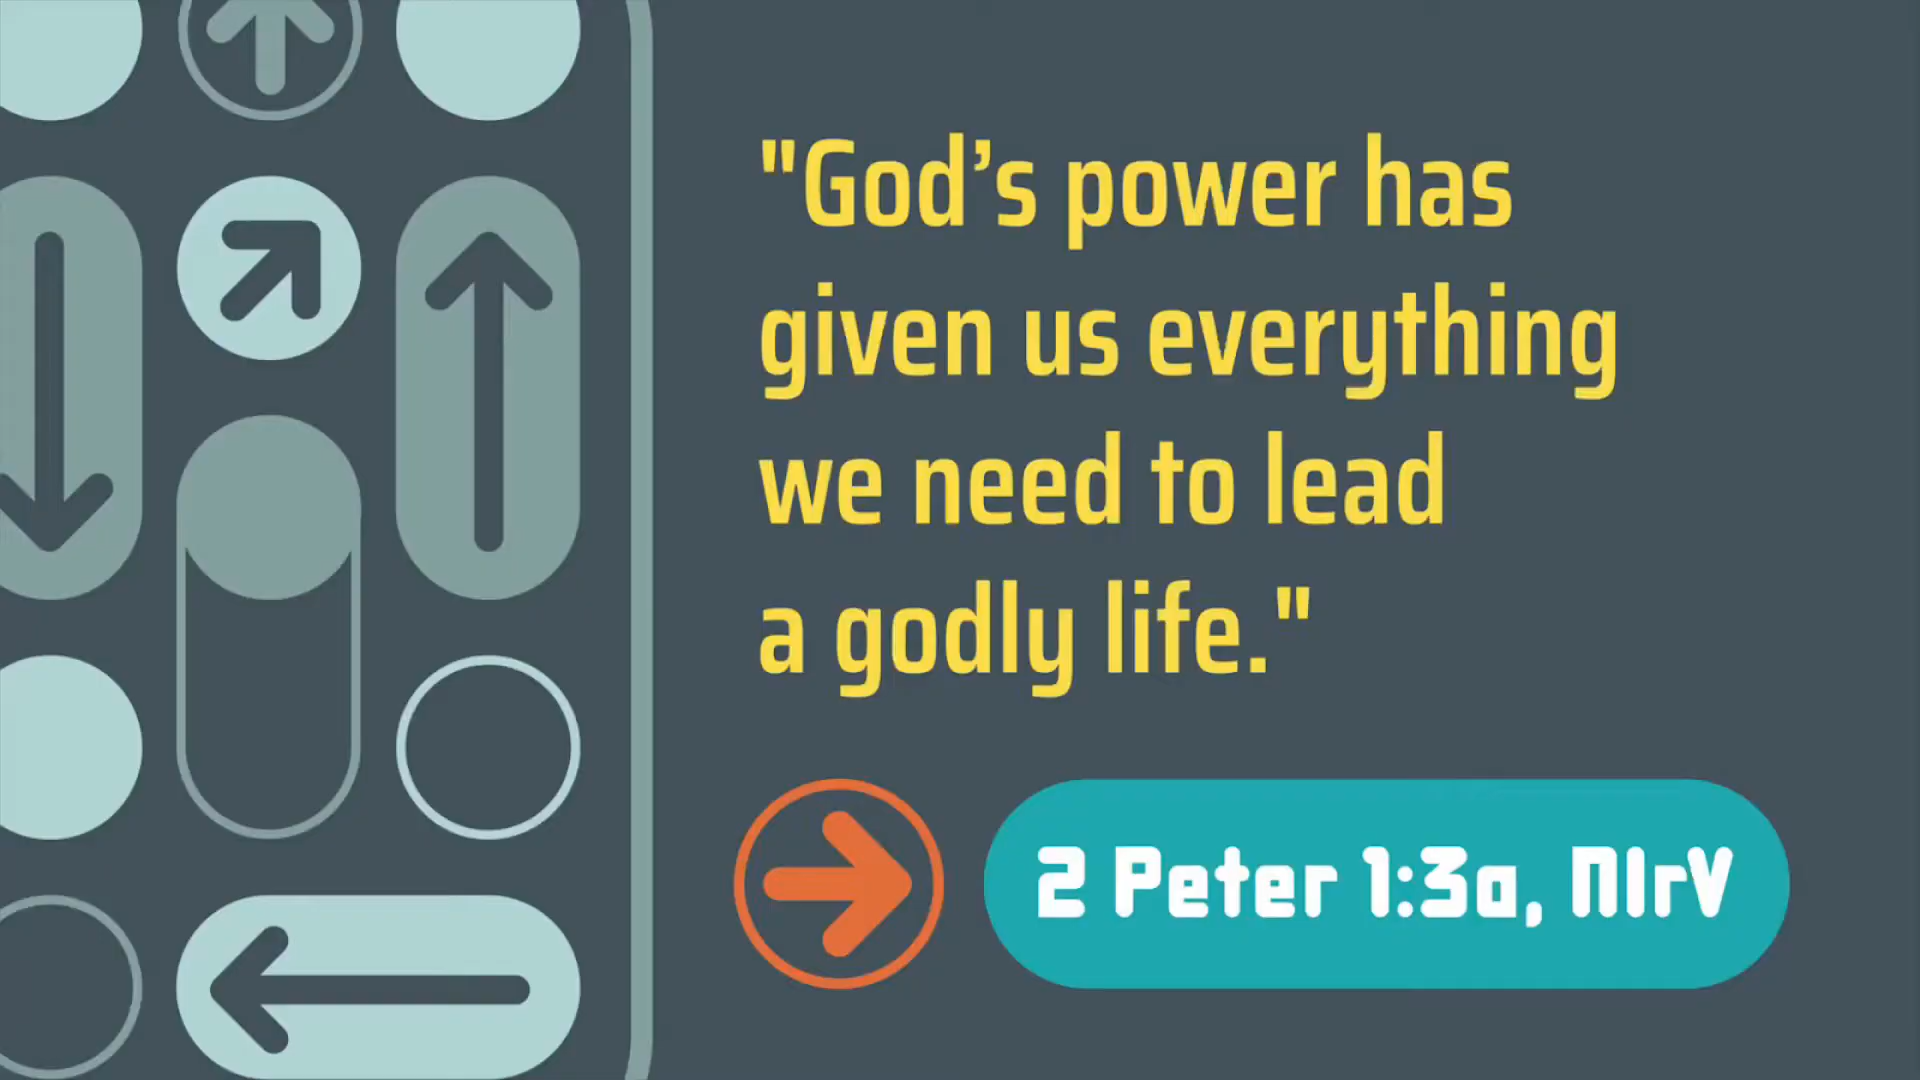 "God’s power has
given us everything
we need to lead
a godly life."
2 Peter 1:3a, NIrV